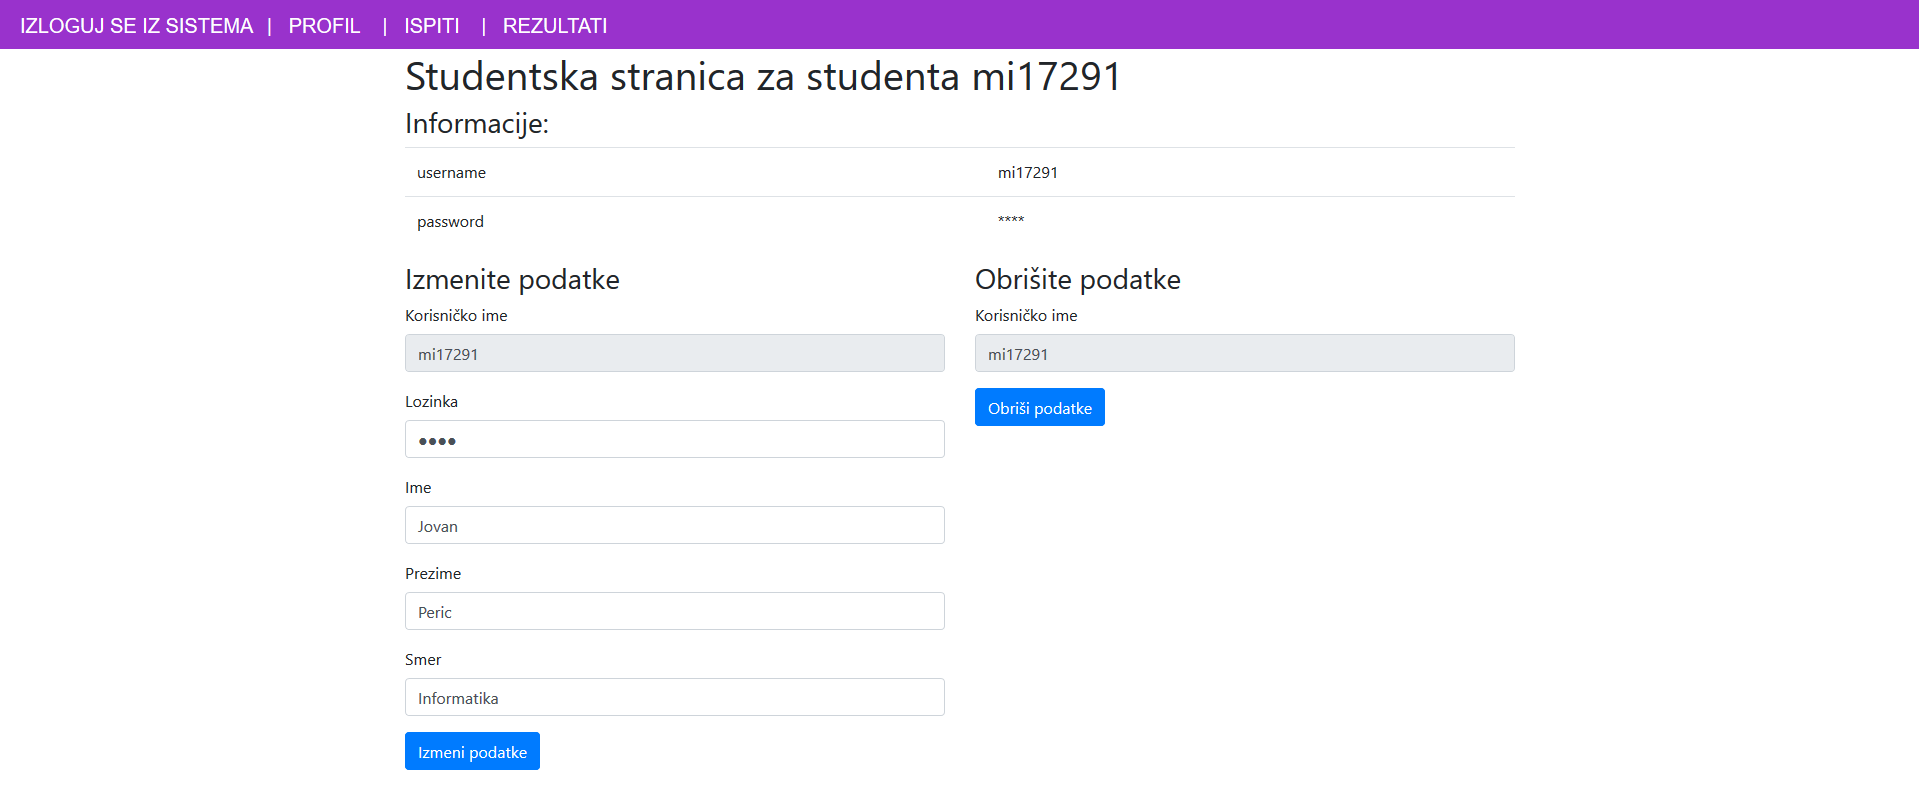 IZLOGUJ SE IZ SISTEMA | PROFIL | ISPITI | REZULTATI
Studentska stranica za studenta mi17291
Informacije:
username mi17291
password ****
Izmenite podatke
Korisničko ime
mi17291
Lozinka
●●●●
Ime
Jovan
Prezime
Peric
Smer
Informatika
Izmeni podatke
Obrišite podatke
Korisničko ime
mi17291
Obriši podatke